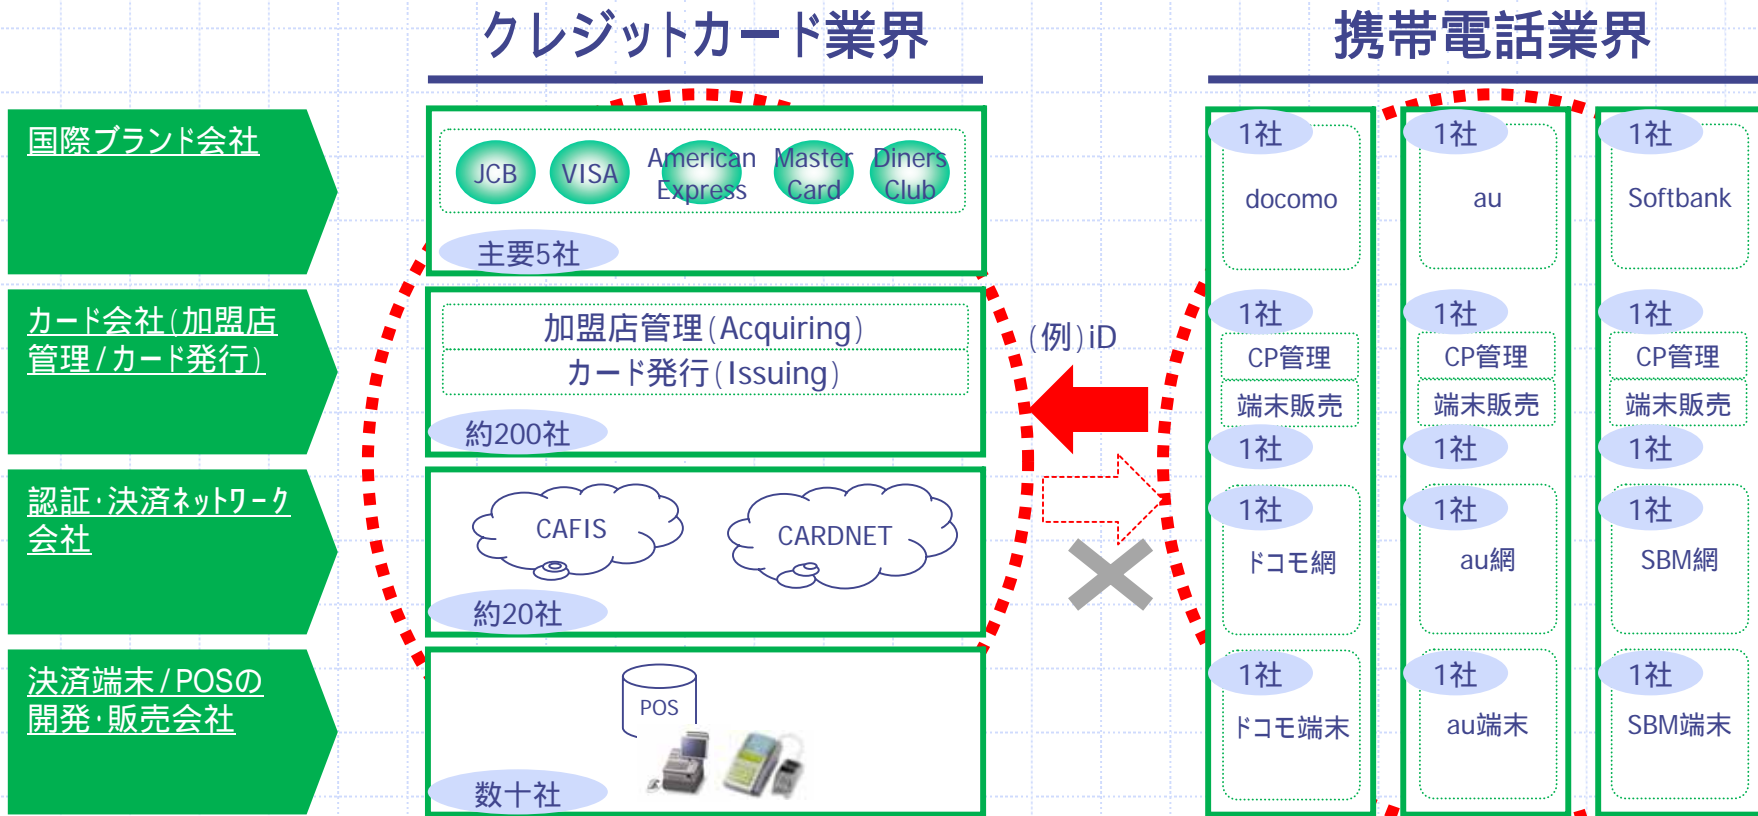 クレジットカード業界
携帯電話業界
国際ブランド会社
JCB
VISA
American
Express
Master
Card
Diners
Club
主要5社
カード会社(加盟店
管理/カード発行)
加盟店管理(Acquiring)
カード発行(Issuing)
約200社
認証･決済ネットワーク
会社
CAFIS
CARDNET
約20社
決済端末/POSの
開発･販売会社
POS
数十社
(例)iD
1社
docomo
1社
CP管理
端末販売
1社
1社
ドコモ網
1社
ドコモ端末
1社
au
1社
CP管理
端末販売
1社
1社
au網
1社
au端末
1社
Softbank
1社
CP管理
端末販売
1社
1社
SBM網
1社
SBM端末